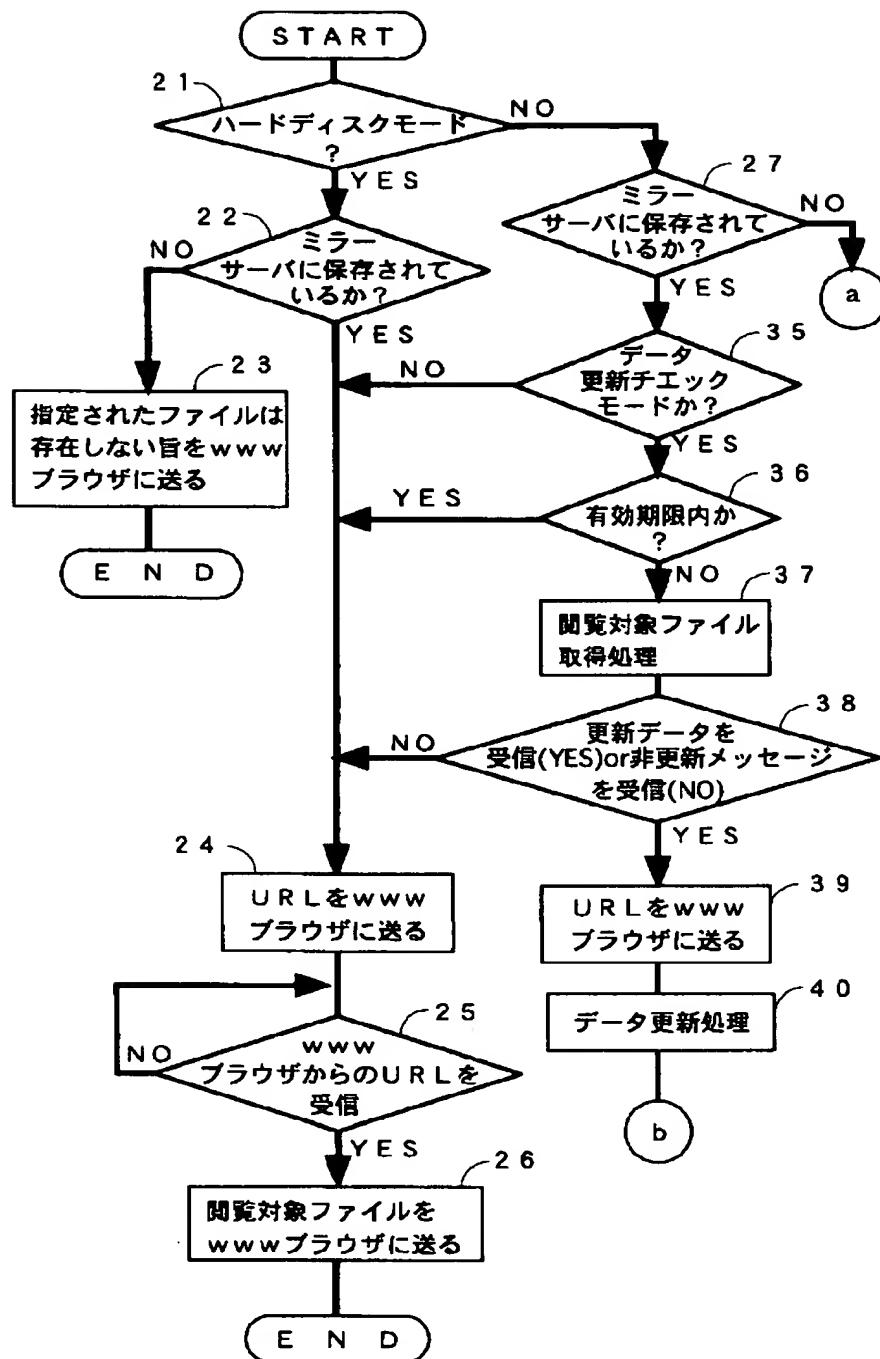 START
21
ハードディスクモード
?
NO
YES
27
ミラー
サーバに保存されて
いるか?
NO
a
YES
22
ミラー
サーバに保存されて
いるか?
NO
YES
23
指定されたファイルは
存在しない旨をwww
ブラウザに送る
END
35
データ
更新チエック
モードか?
NO
YES
36
有効期限内か
?
YES
NO
37
閲覧対象ファイル
取得処理
38
更新データを
受信(YES)or非更新メッセージ
を受信(NO)
NO
YES
24
URLをwww
ブラウザに送る
39
URLをwww
ブラウザに送る
40
データ更新処理
b
25
www
ブラウザからのURLを
受信
NO
YES
26
閲覧対象ファイルを
wwwブラウザに送る
END